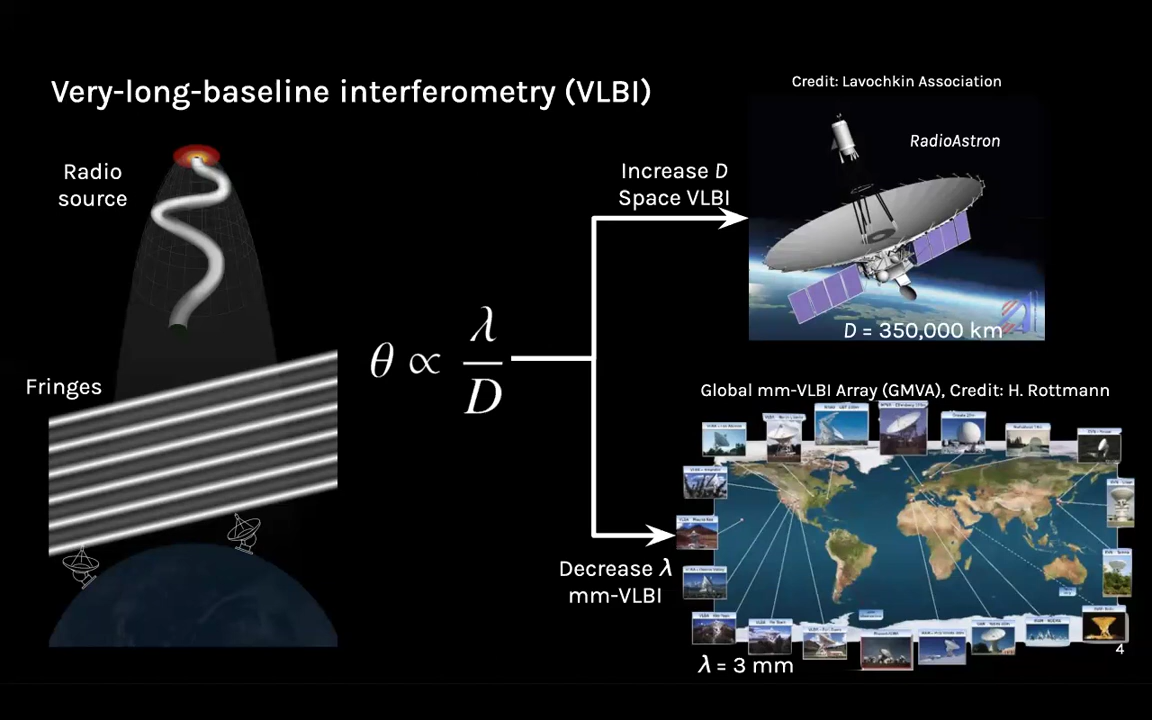 Very-long-baseline interferometry (VLBI)
Credit: Lavochkin Association
RadioAstron
Radio
source
Increase D
Space VLBI
D = 350,000 km
θ ∝ λ
D
Fringes
Global mm-VLBI Array (GMVA), Credit: H. Rottmann
Decrease λ
mm-VLBI
λ = 3 mm
4